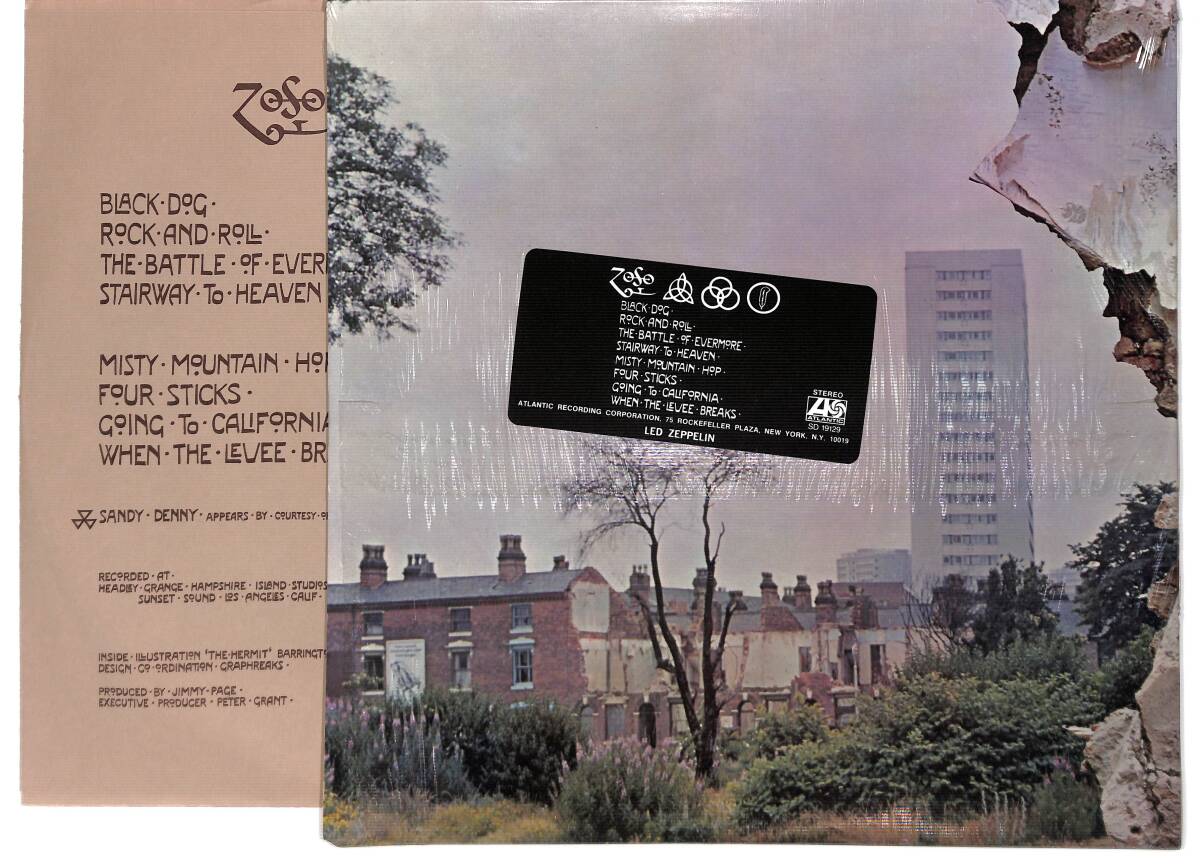 ZOSO
BLACK·DOG·
ROCK·AND·ROLL·
THE·BATTLE·OF·EVER
STAIRWAY·TO·HEAVEN
MISTY·MOUNTAIN·HO
FOUR·STICKS·
GOING·TO·CALIFORNIA
WHEN·THE·LEVEE·BR
SANDY·DENNY·APPEARS·BY·COURTESY·O
RECORDED·AT·
HEADLEY·GRANGE·HAMPSHIRE·ISLAND·STUDIOS
SUNSET·SOUND·LOS·ANGELES·CALIF·
INSIDE·ILLUSTRATION 'THE·HERMIT' BARRINGT
DESIGN·CO·ORDINATION·GRAPHREAKS·
PRODUCED·BY·JIMMY·PAGE·
EXECUTIVE·PRODUCER·PETER·GRANT·
ZOSO
BLACK·DOG·
ROCK·AND·ROLL·
THE·BATTLE·OF·EVERMORE·
STAIRWAY·TO·HEAVEN·
MISTY·MOUNTAIN·HOP·
FOUR·STICKS·
GOING·TO·CALIFORNIA·
WHEN·THE·LEVEE·BREAKS·
STEREO
ATLANTIC
SD 19129
ATLANTIC RECORDING CORPORATION, 75 ROCKEFELLER PLAZA, NEW YORK, N.Y. 10019
LED ZEPPELIN